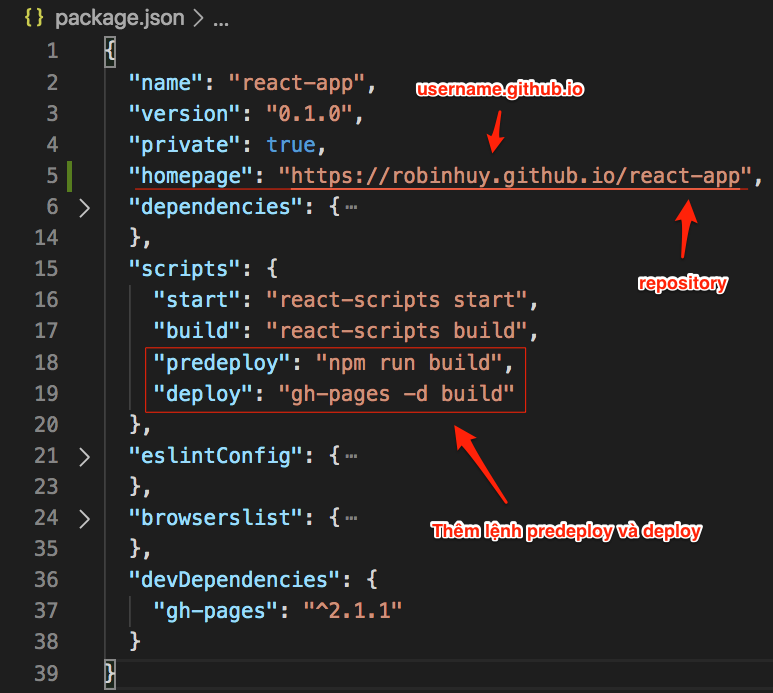 { } package.json > ...
1 {
2 "name": "react-app",
username.github.io
3 "version": "0.1.0",
4 "private": true,
5 "homepage": "https://robinhuy.github.io/react-app",
6 > "dependencies": { ⋯
14 },
repository
15 "scripts": {
16 "start": "react-scripts start",
17 "build": "react-scripts build",
18 "predeploy": "npm run build",
19 "deploy": "gh-pages -d build"
20 },
21 > "eslintConfig": { ⋯
23 },
24 > "browserslist": { ⋯
Thêm lệnh predeploy và deploy
35 },
36 "devDependencies": {
37 "gh-pages": "^2.1.1"
38 }
39 }